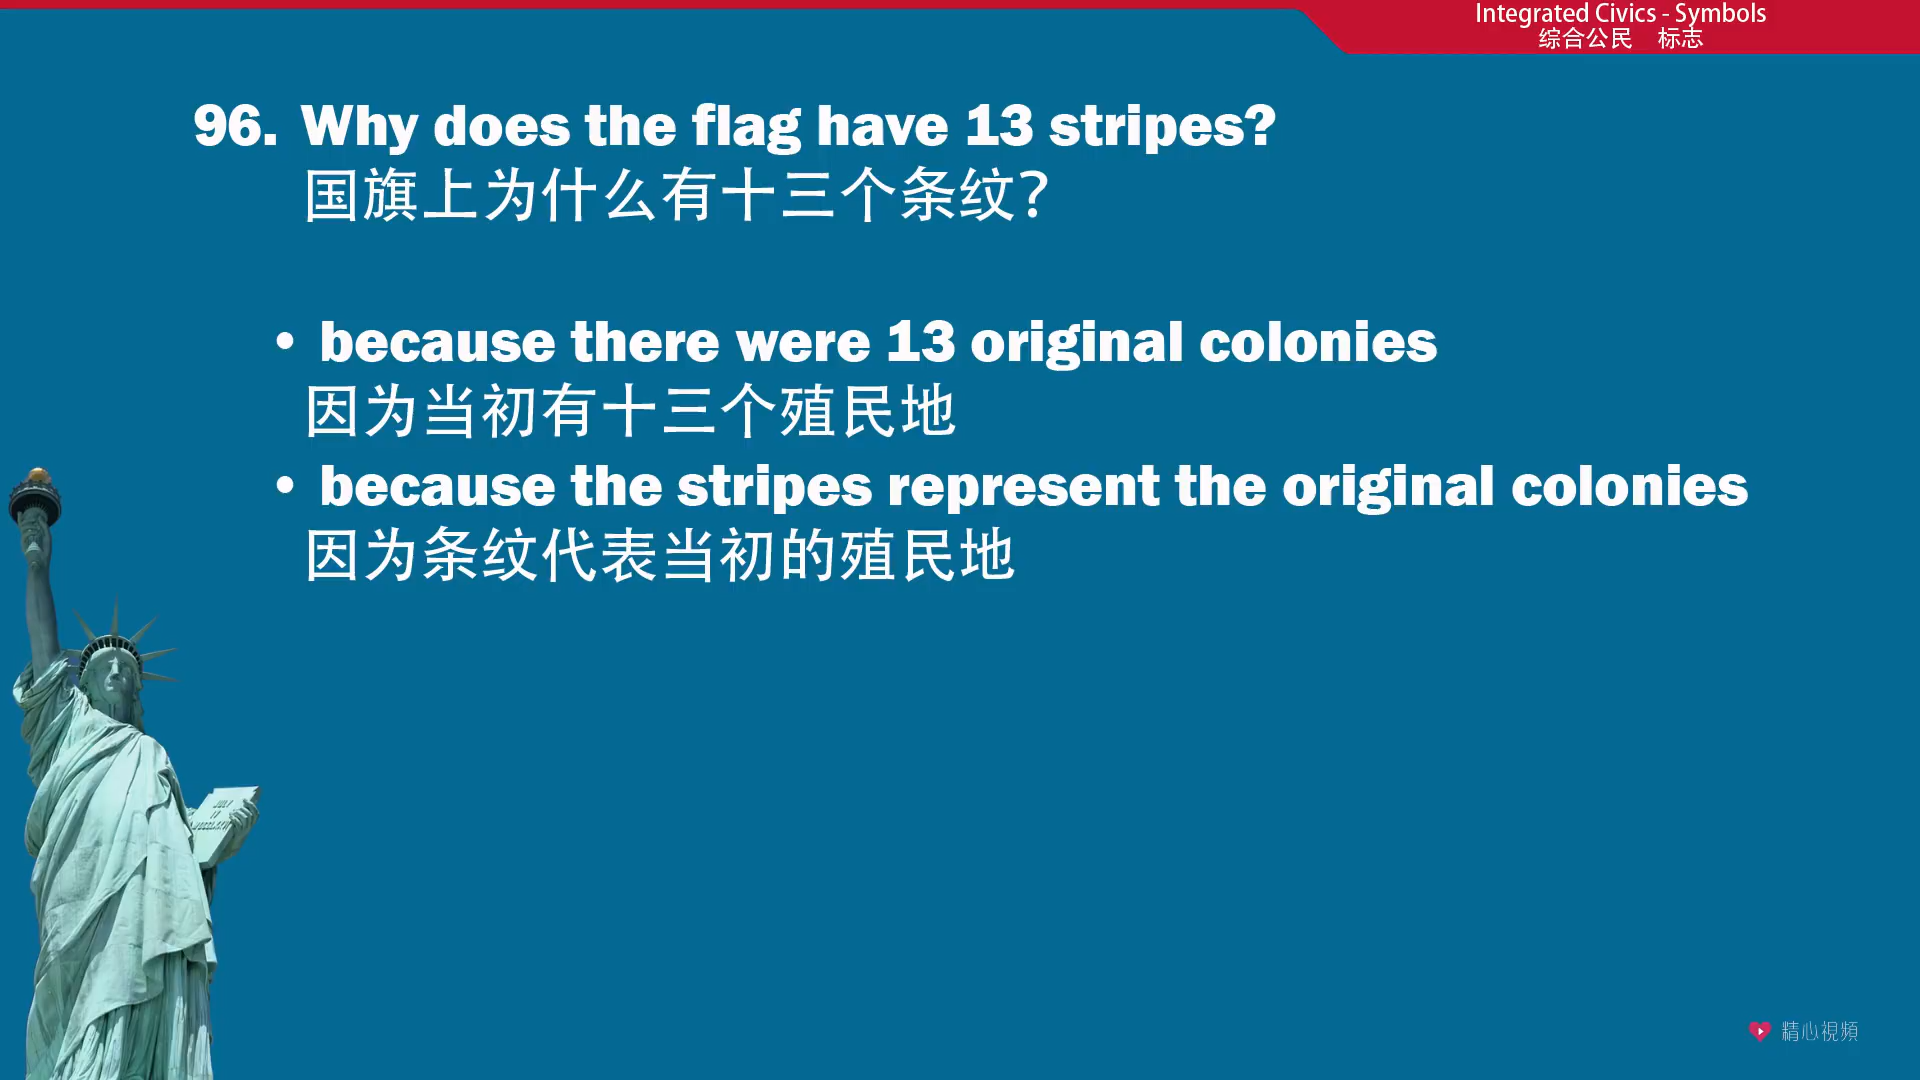 Integrated Civics - Symbols
综合公民 标志
96. Why does the flag have 13 stripes?
国旗上为什么有十三个条纹?
• because there were 13 original colonies
因为当初有十三个殖民地
• because the stripes represent the original colonies
因为条纹代表当初的殖民地
JULY
精心視頻